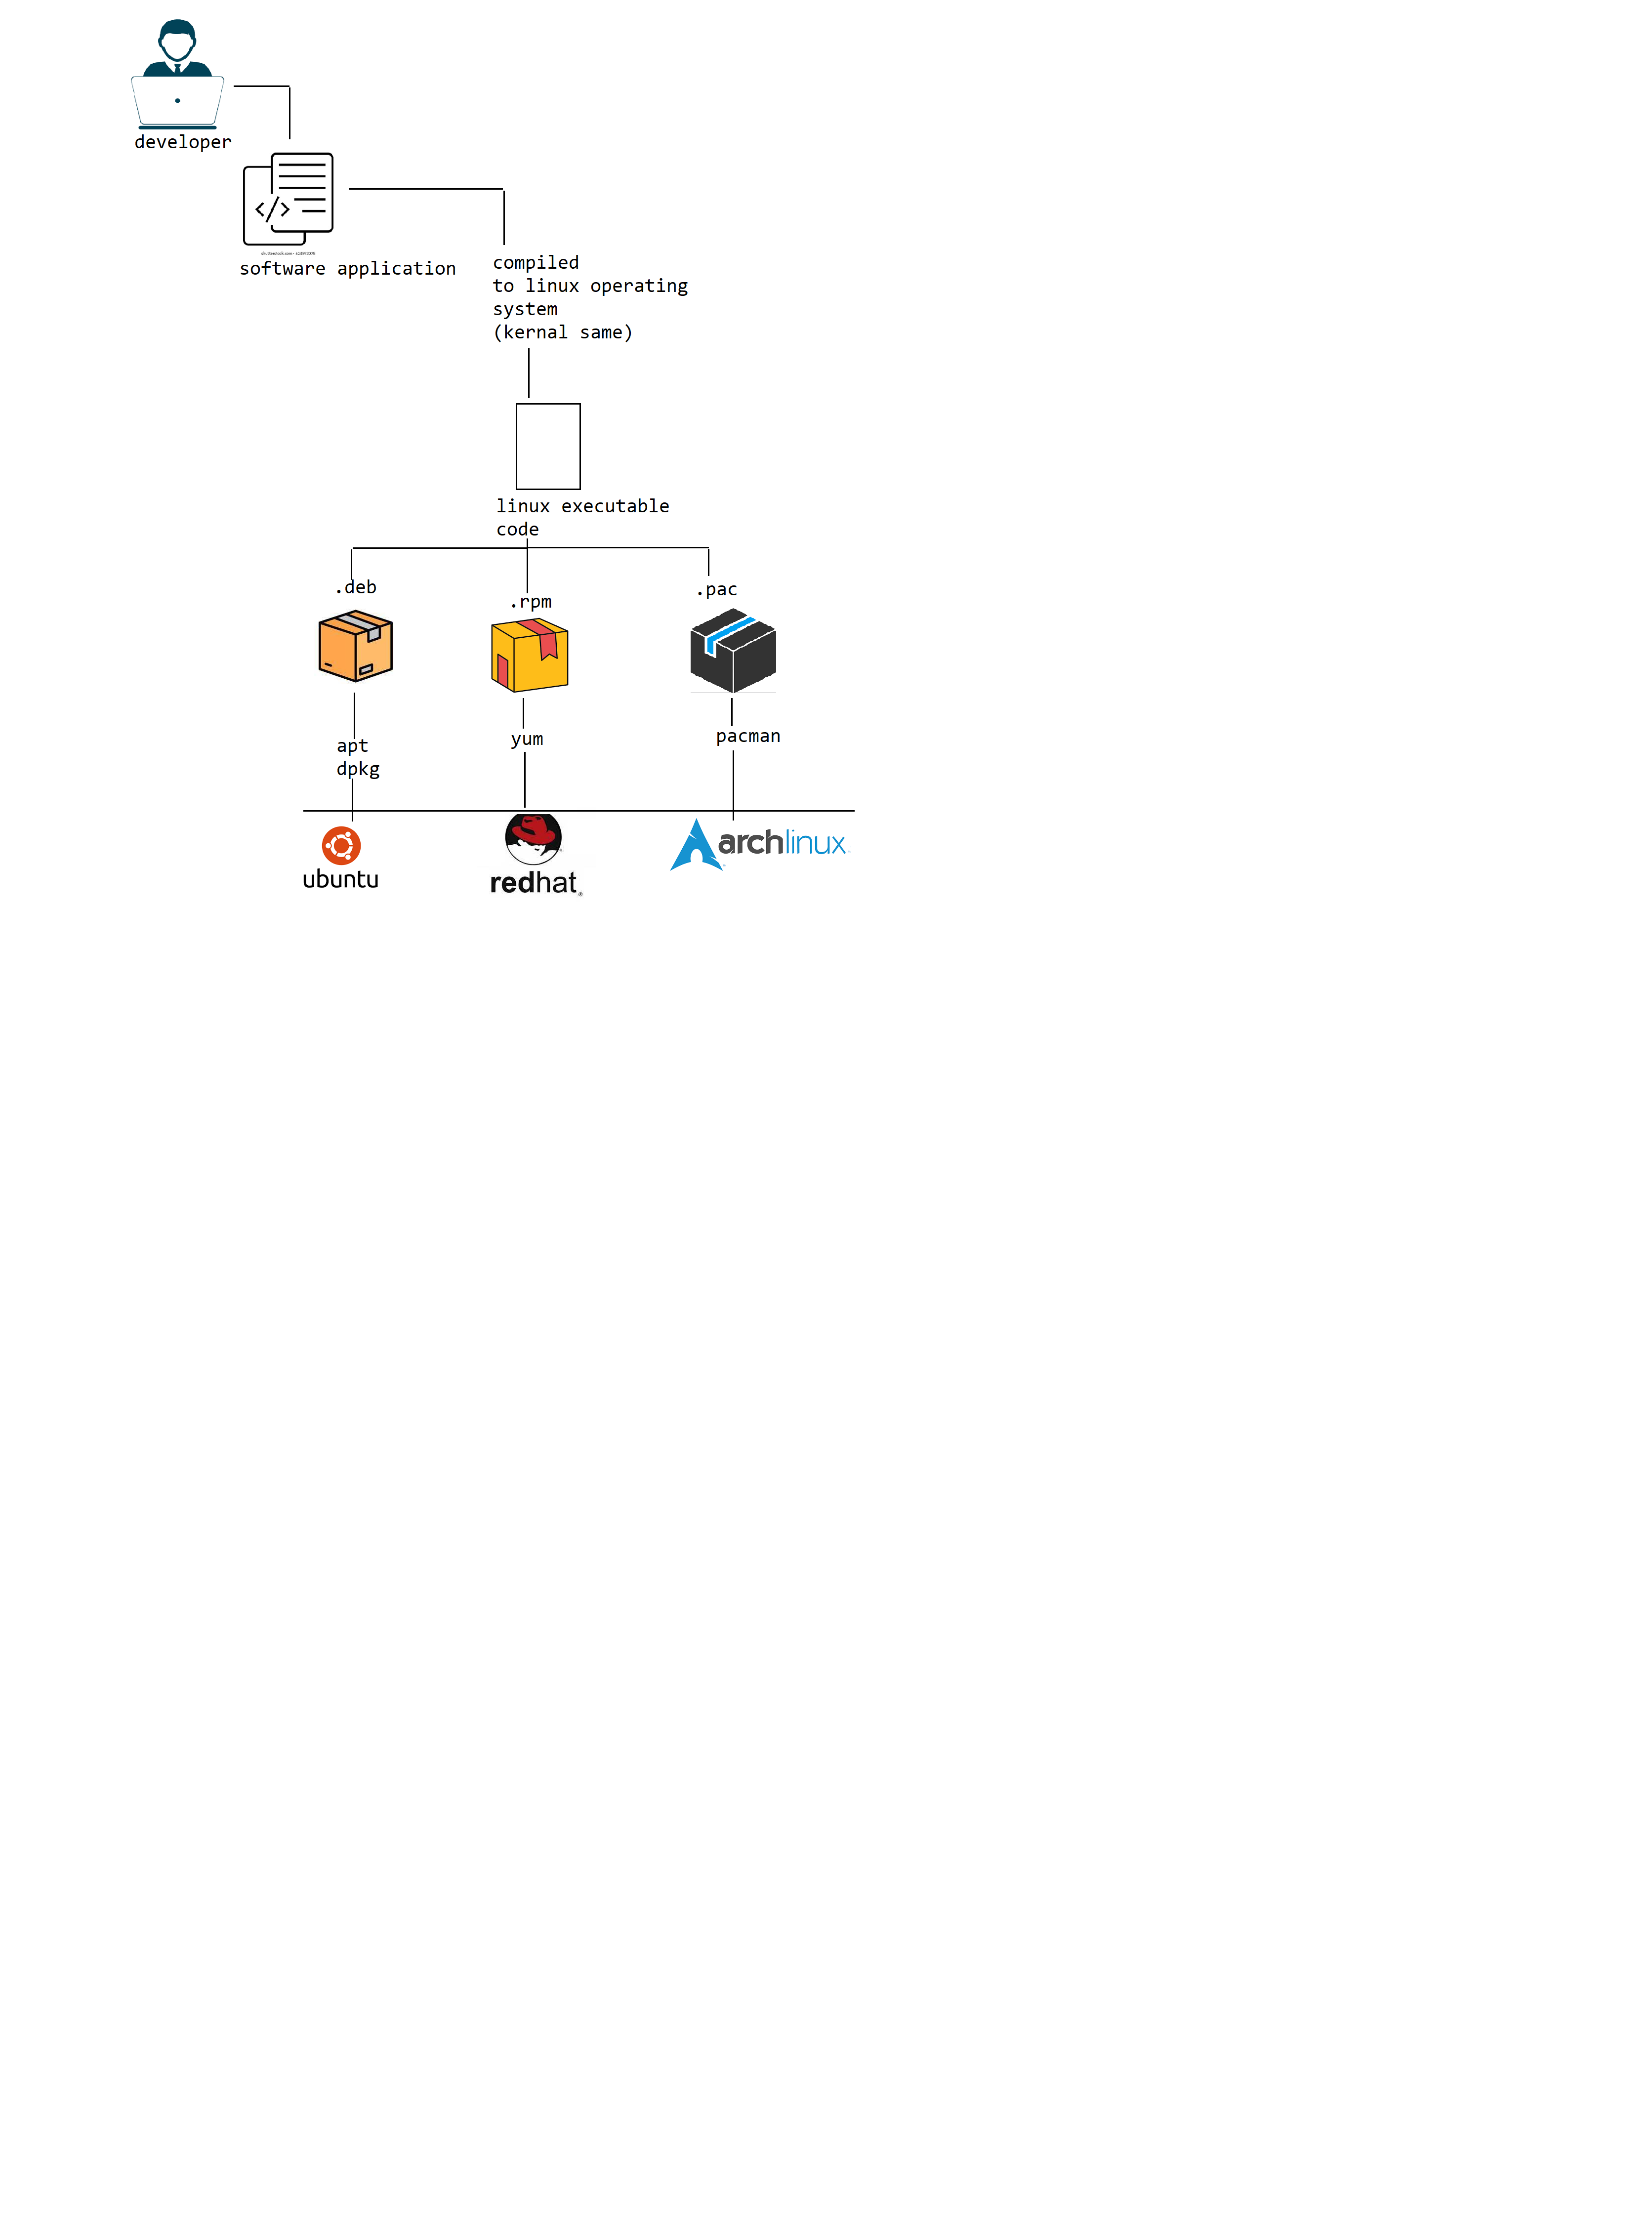 developer
software application
compiled
to linux operating
system
(kernal same)
linux executable
code
.deb
.rpm
.pac
apt
dpkg
yum
pacman
ubuntu
redhat
archlinux